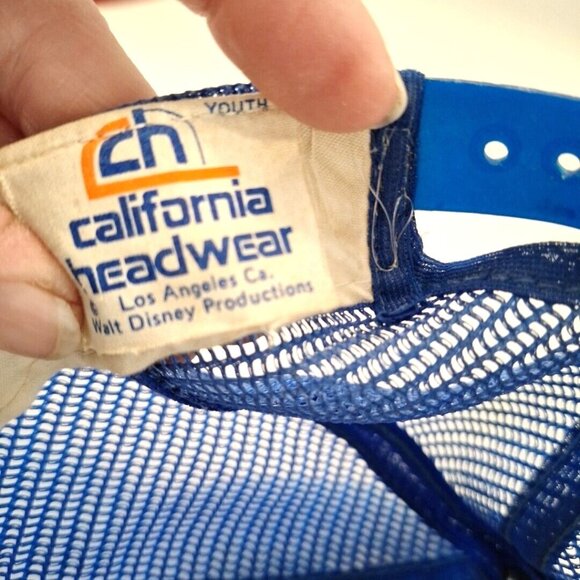 YOUTH
ch
california
headwear
© Los Angeles Ca.
Walt Disney Productions